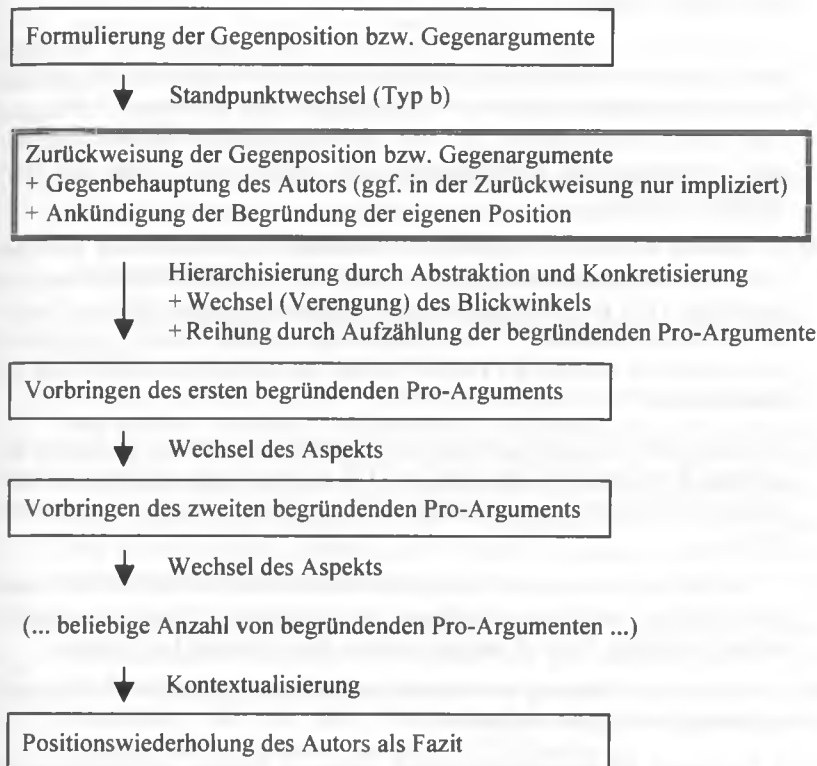 Formulierung der Gegenposition bzw. Gegenargumente
Standpunktwechsel (Typ b)
Zurückweisung der Gegenposition bzw. Gegenargumente
+ Gegenbehauptung des Autors (ggf. in der Zurückweisung nur impliziert)
+ Ankündigung der Begründung der eigenen Position
Hierarchisierung durch Abstraktion und Konkretisierung
+ Wechsel (Verengung) des Blickwinkels
+ Reihung durch Aufzählung der begründenden Pro-Argumente
Vorbringen des ersten begründenden Pro-Arguments
Wechsel des Aspekts
Vorbringen des zweiten begründenden Pro-Arguments
Wechsel des Aspekts
(... beliebige Anzahl von begründenden Pro-Argumenten ...)
Kontextualisierung
Positionswiederholung des Autors als Fazit